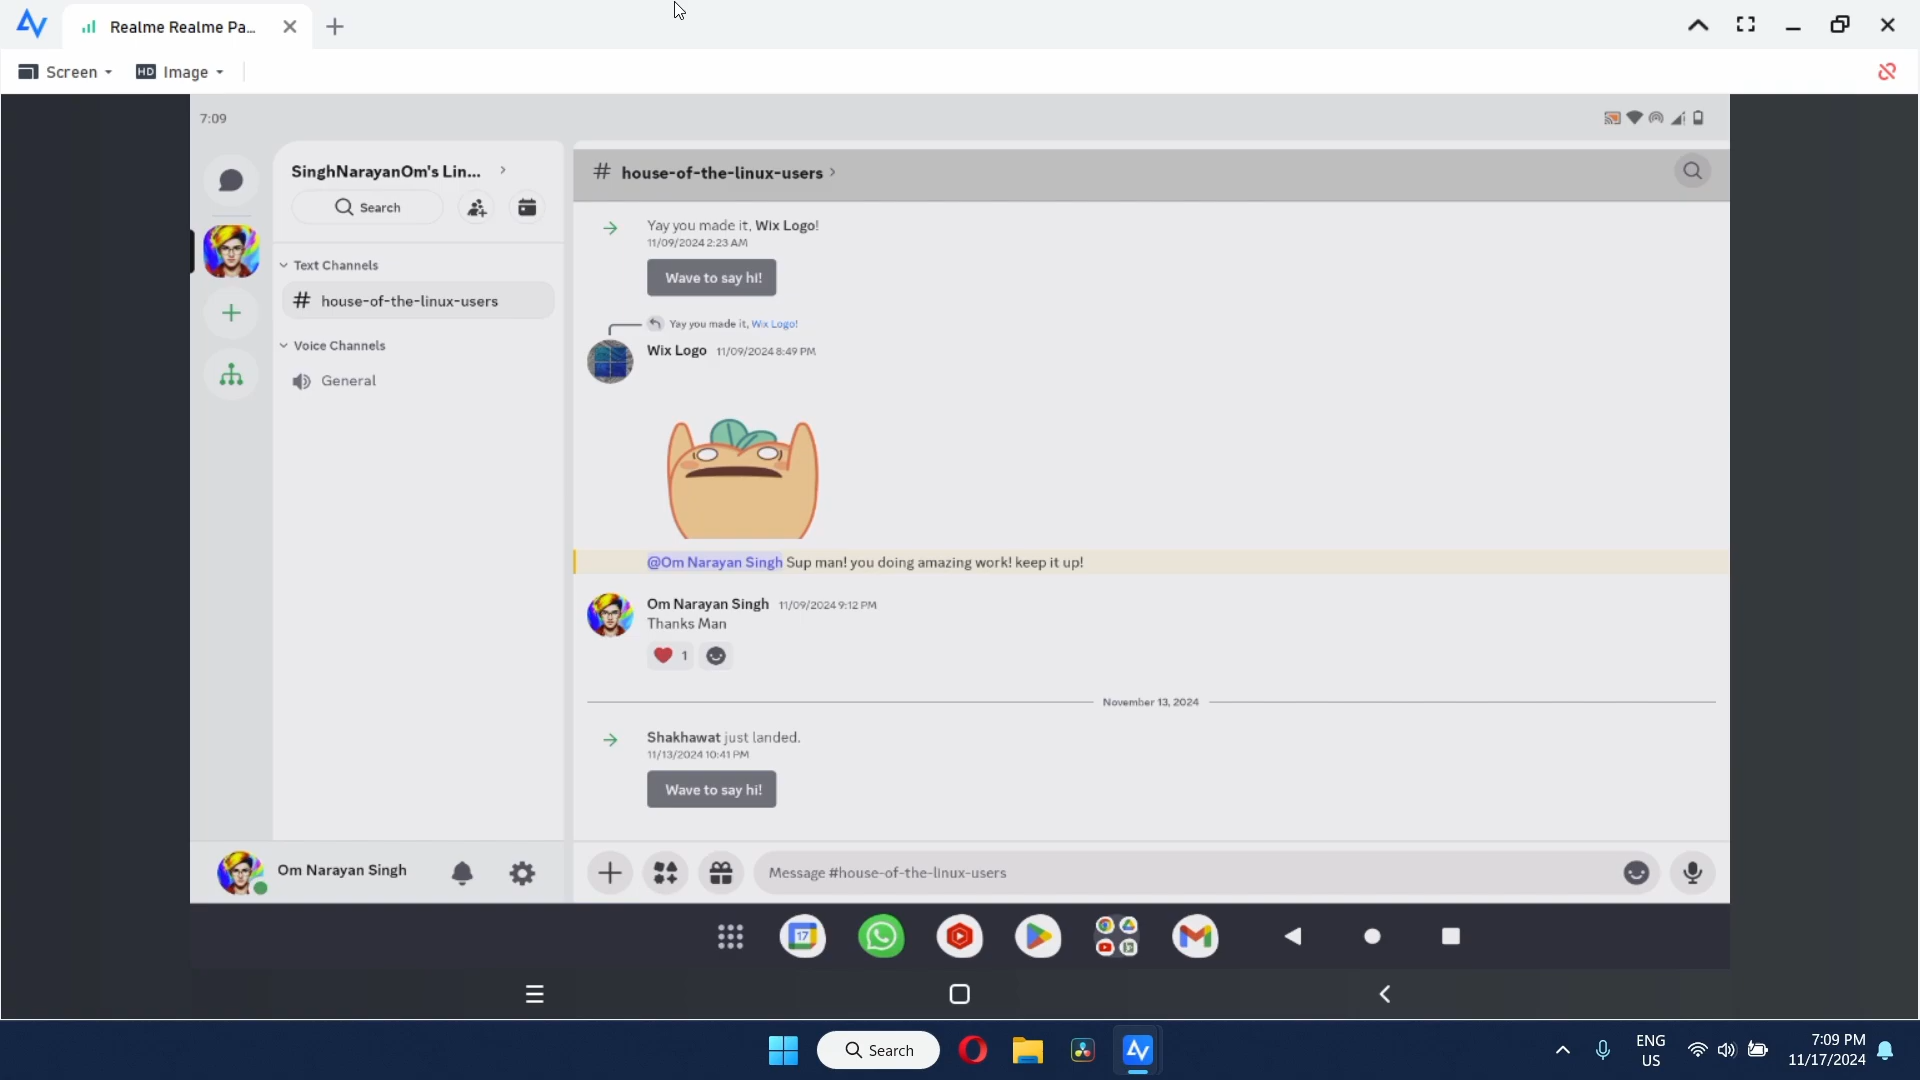 Realme Realme Pa...
Screen
HD Image
7:09
SinghNarayanOm's Lin...
Search
Text Channels
# house-of-the-linux-users
Voice Channels
General
Om Narayan Singh
# house-of-the-linux-users
Yay you made it, Wix Logo!
11/09/2024 2:23 AM
Wave to say hi!
Yay you made it, Wix Logo!
Wix Logo 11/09/2024 8:49 PM
@Om Narayan Singh Sup man! you doing amazing work! keep it up!
Om Narayan Singh 11/09/2024 9:12 PM
Thanks Man
1
November 13, 2024
Shakhawat just landed.
11/13/2024 10:41 PM
Wave to say hi!
Message #house-of-the-linux-users
17
Search
ENG
US
7:09 PM
11/17/2024